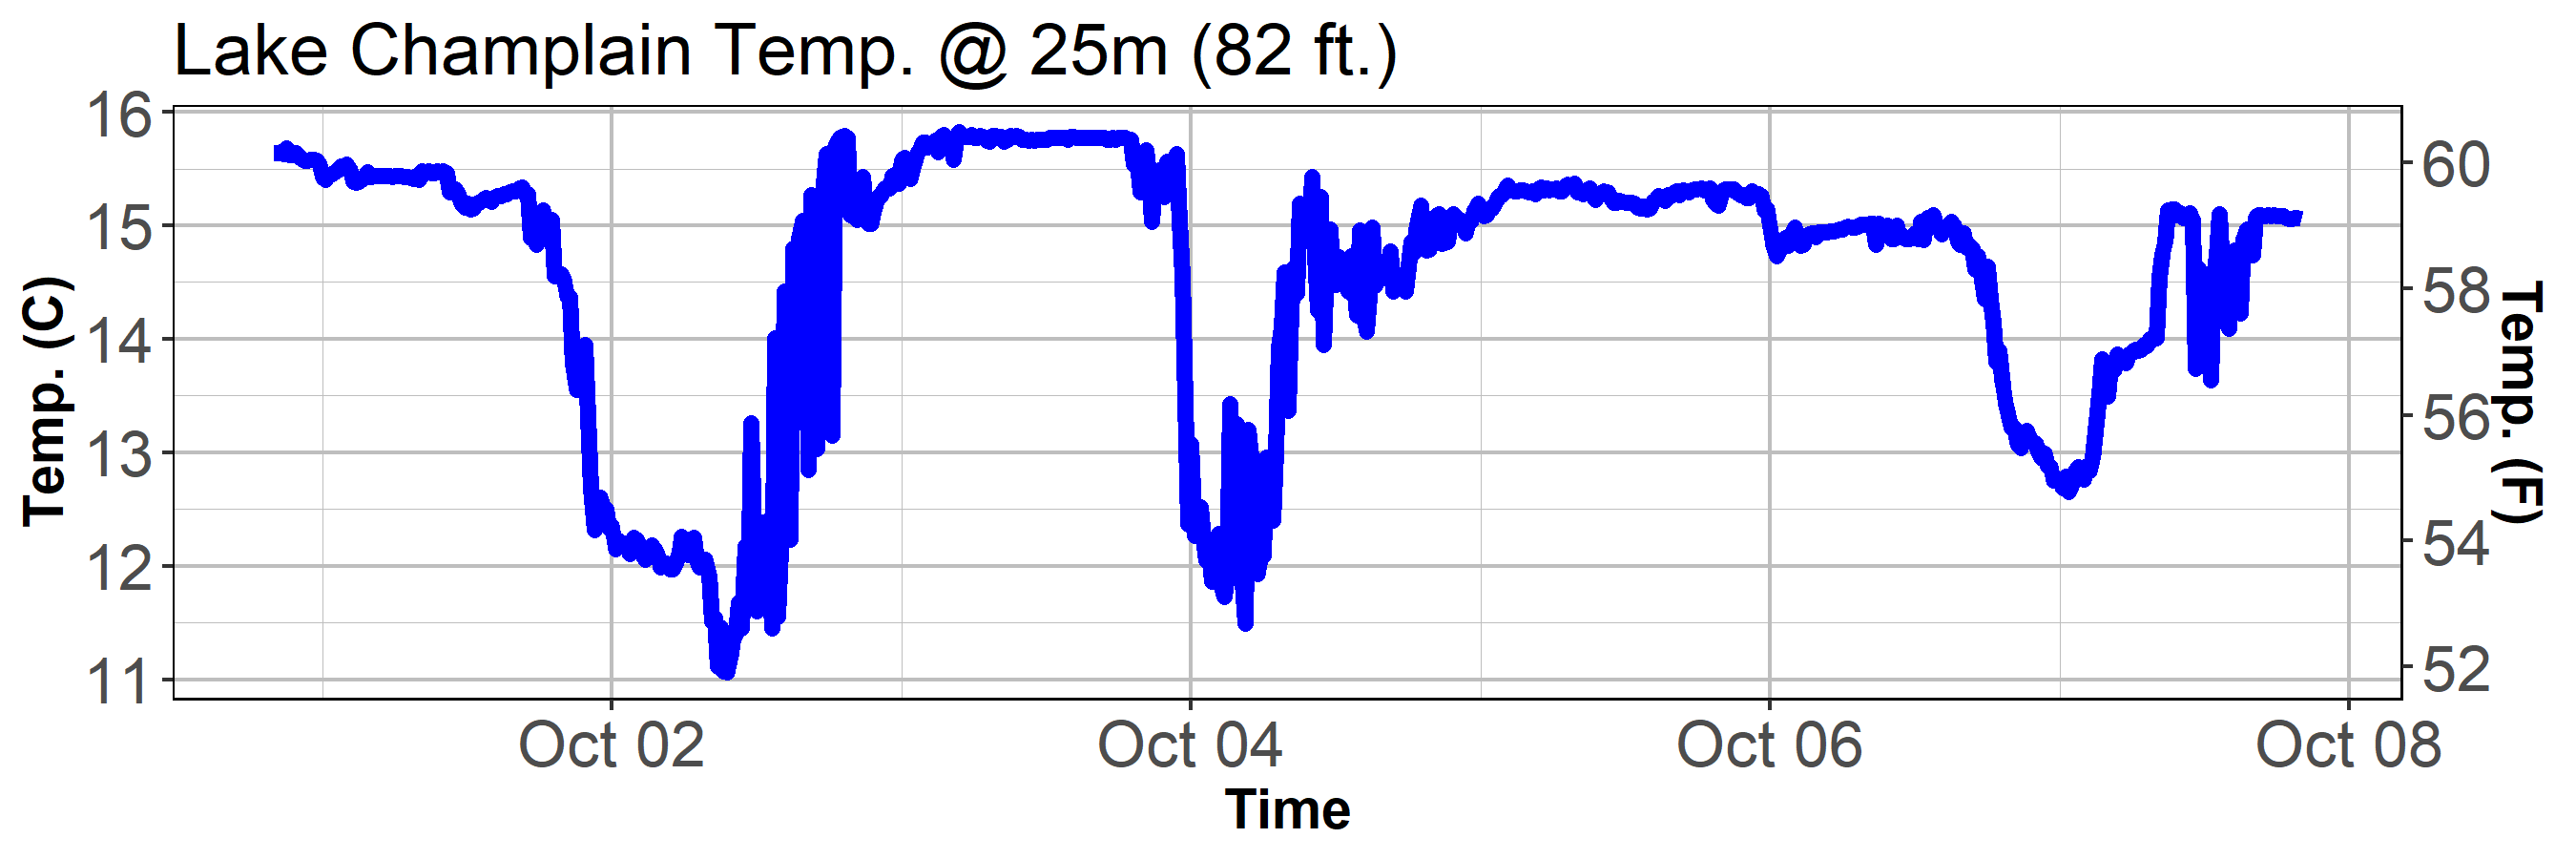 Lake Champlain Temp. @ 25m (82 ft.)
16
15
14
13
12
11
Temp. (C)
60
58
56
54
52
Temp. (F)
Oct 02
Oct 04
Oct 06
Oct 08
Time